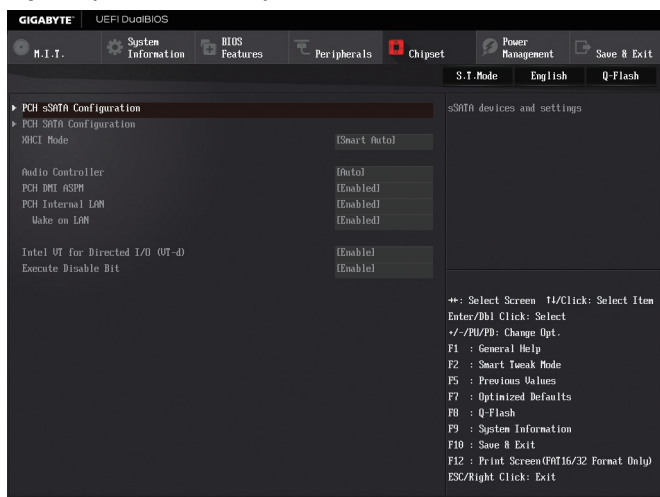 GIGABYTE™ UEFI DualBIOS
M.I.T. System Information BIOS Features Peripherals Chipset Power Management Save & Exit
S.T.Mode English Q-Flash
PCH sSATA Configuration
PCH SATA Configuration
XHCI Mode [Smart Auto]
Audio Controller [Auto]
PCH DMI ASPM [Enabled]
PCH Internal LAN [Enabled]
Wake on LAN [Enabled]
Intel VT for Directed I/O (VT-d) [Enable]
Execute Disable Bit [Enable]
sSATA devices and settings
→←: Select Screen ↑↓/Click: Select Item
Enter/Dbl Click: Select
+/-/PU/PD: Change Opt.
F1 : General Help
F2 : Smart Tweak Mode
F5 : Previous Values
F7 : Optimized Defaults
F8 : Q-Flash
F9 : System Information
F10 : Save & Exit
F12 : Print Screen(FAT16/32 Format Only)
ESC/Right Click: Exit